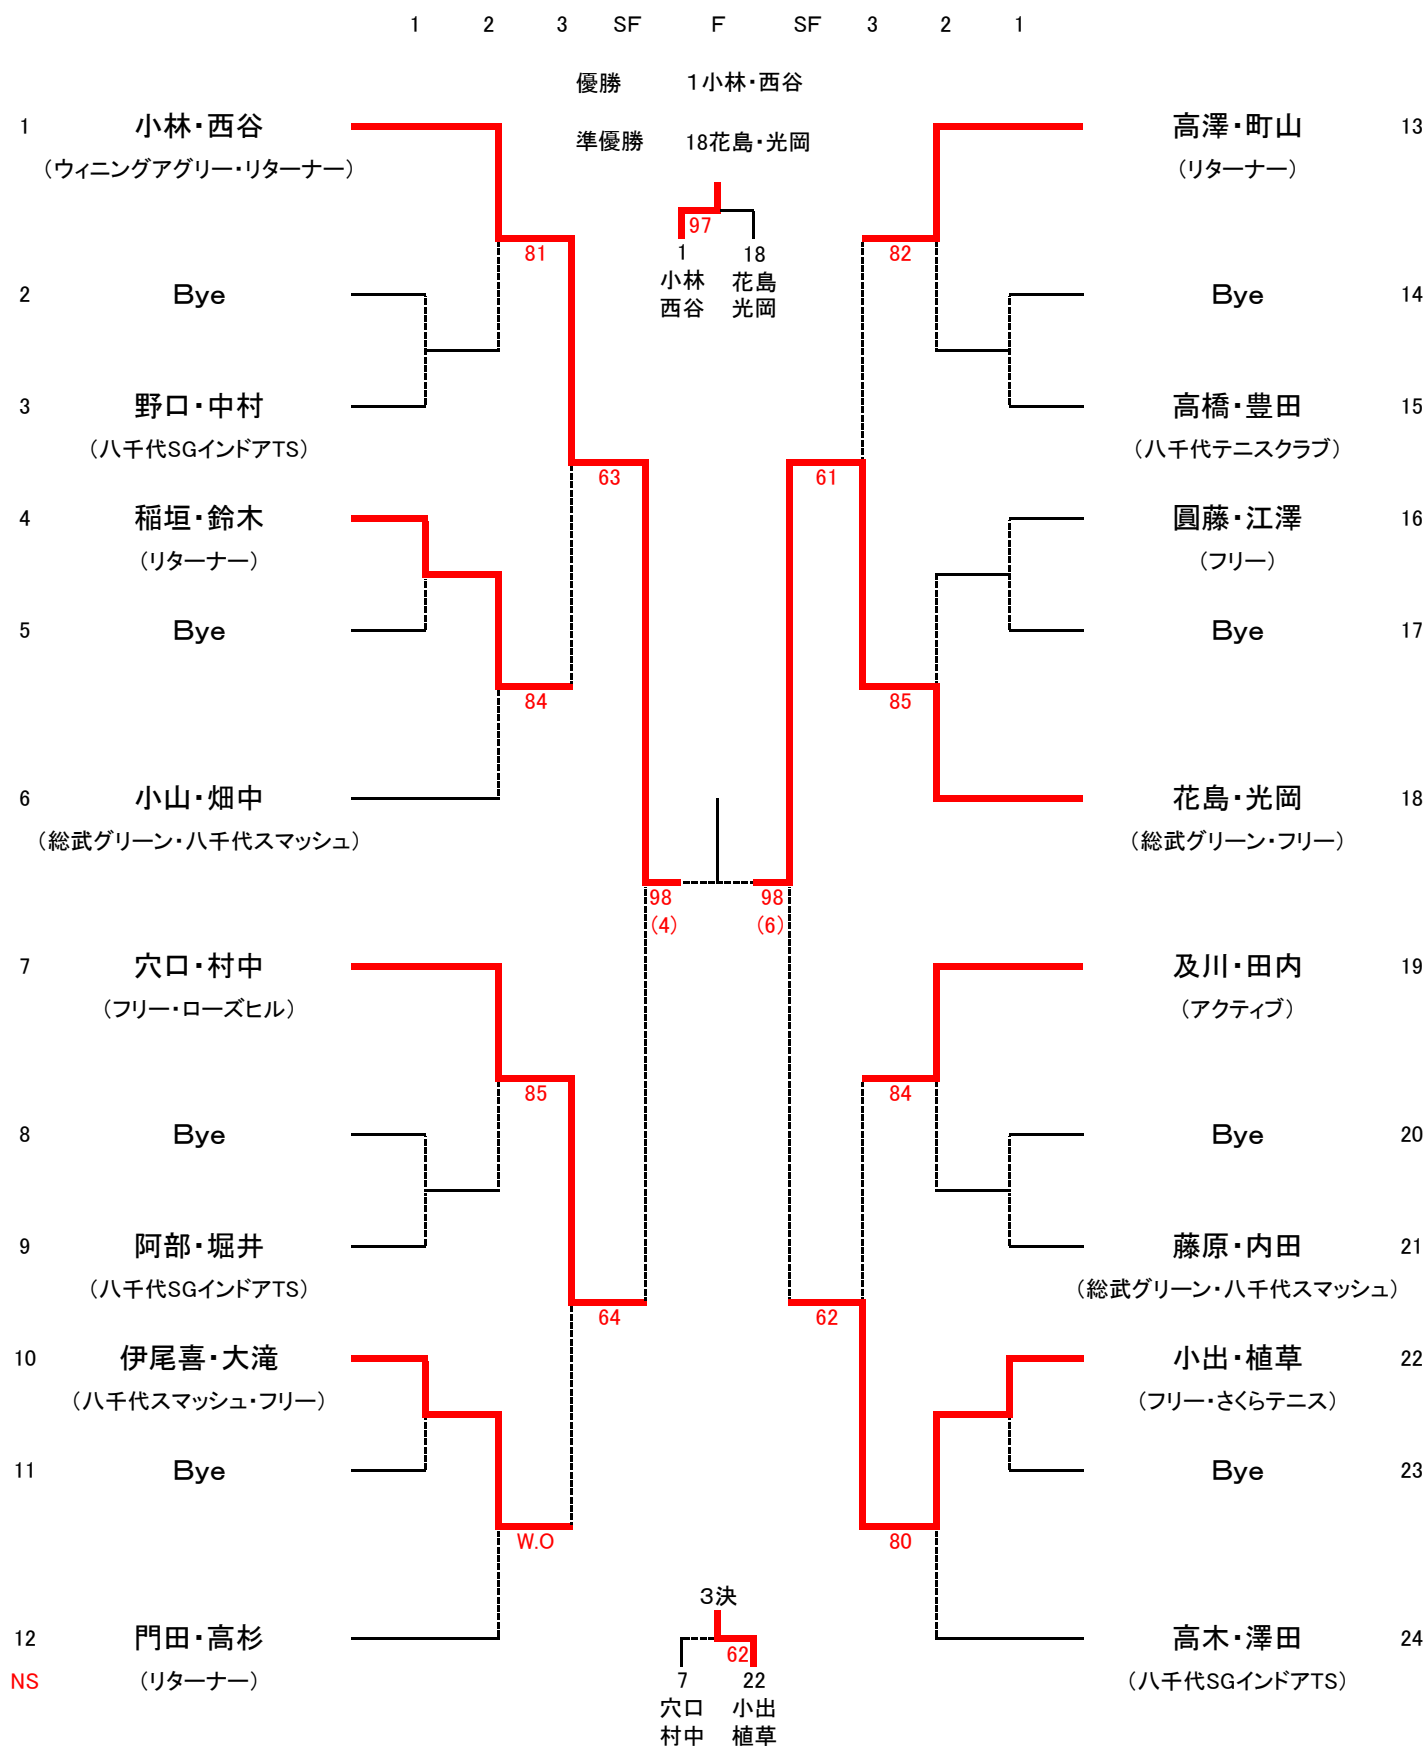 1 2 3 SF F SF 3 2 1
優勝 1小林・西谷
1 小林・西谷 準優勝 18花島・光岡 高澤・町山 13
（ウィニングアグリー・リターナー） （リターナー）
97
81 1 18 82
小林 花島
2 Bye 西谷 光岡 Bye 14
3 野口・中村 高橋・豊田 15
（八千代SGインドアTS） （八千代テニスクラブ）
63 61
4 稲垣・鈴木 圓藤・江澤 16
（リターナー） （フリー）
5 Bye Bye 17
84 85
6 小山・畑中 花島・光岡 18
（総武グリーン・八千代スマッシュ） （総武グリーン・フリー）
98 98
(4) (6)
7 穴口・村中 及川・田内 19
（フリー・ローズヒル） （アクティブ）
85 84
8 Bye Bye 20
9 阿部・堀井 藤原・内田 21
（八千代SGインドアTS） （総武グリーン・八千代スマッシュ）
64 62
10 伊尾喜・大滝 小出・植草 22
（八千代スマッシュ・フリー） （フリー・さくらテニス）
11 Bye Bye 23
W.O 80
3決
12 門田・高杉 高木・澤田 24
62
NS （リターナー） 7 22 （八千代SGインドアTS）
穴口 小出
村中 植草